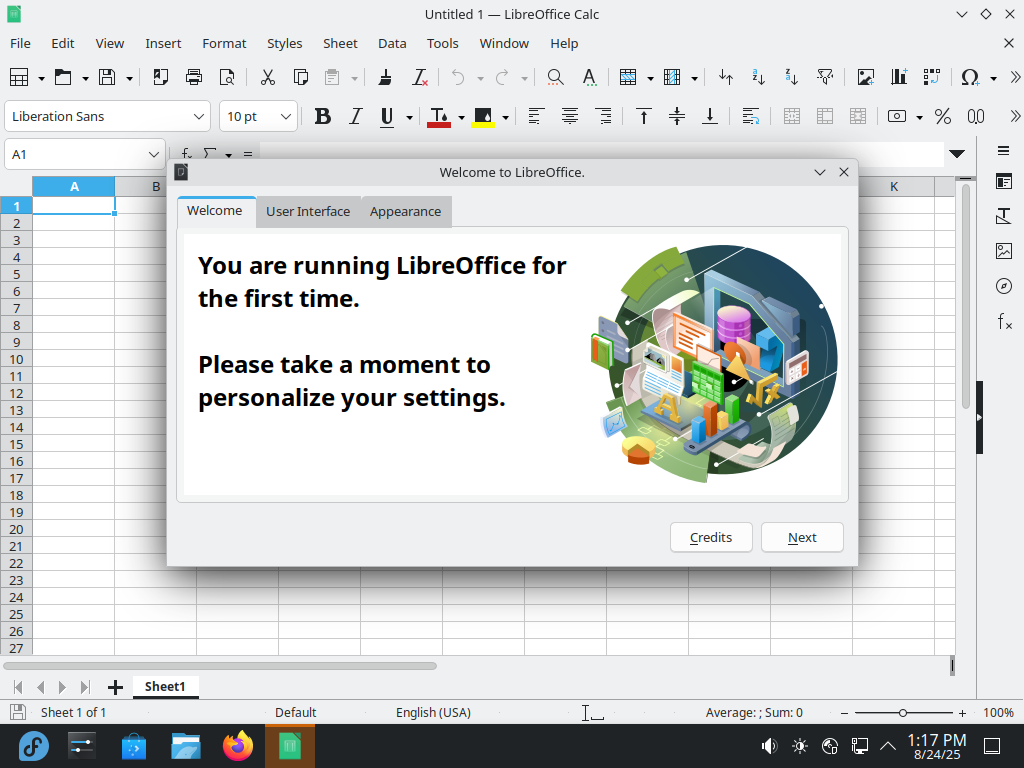 Untitled 1 — LibreOffice Calc
File Edit View Insert Format Styles Sheet Data Tools Window Help
Liberation Sans 10 pt
A1
A B K
1
2
3
4
5
6
7
8
9
10
11
12
13
14
15
16
17
18
19
20
21
22
23
24
25
26
27
Welcome to LibreOffice.
Welcome User Interface Appearance
You are running LibreOffice for
the first time.
Please take a moment to
personalize your settings.
Credits Next
Sheet1
Sheet 1 of 1 Default English (USA) Average: ; Sum: 0 100%
1:17 PM
8/24/25